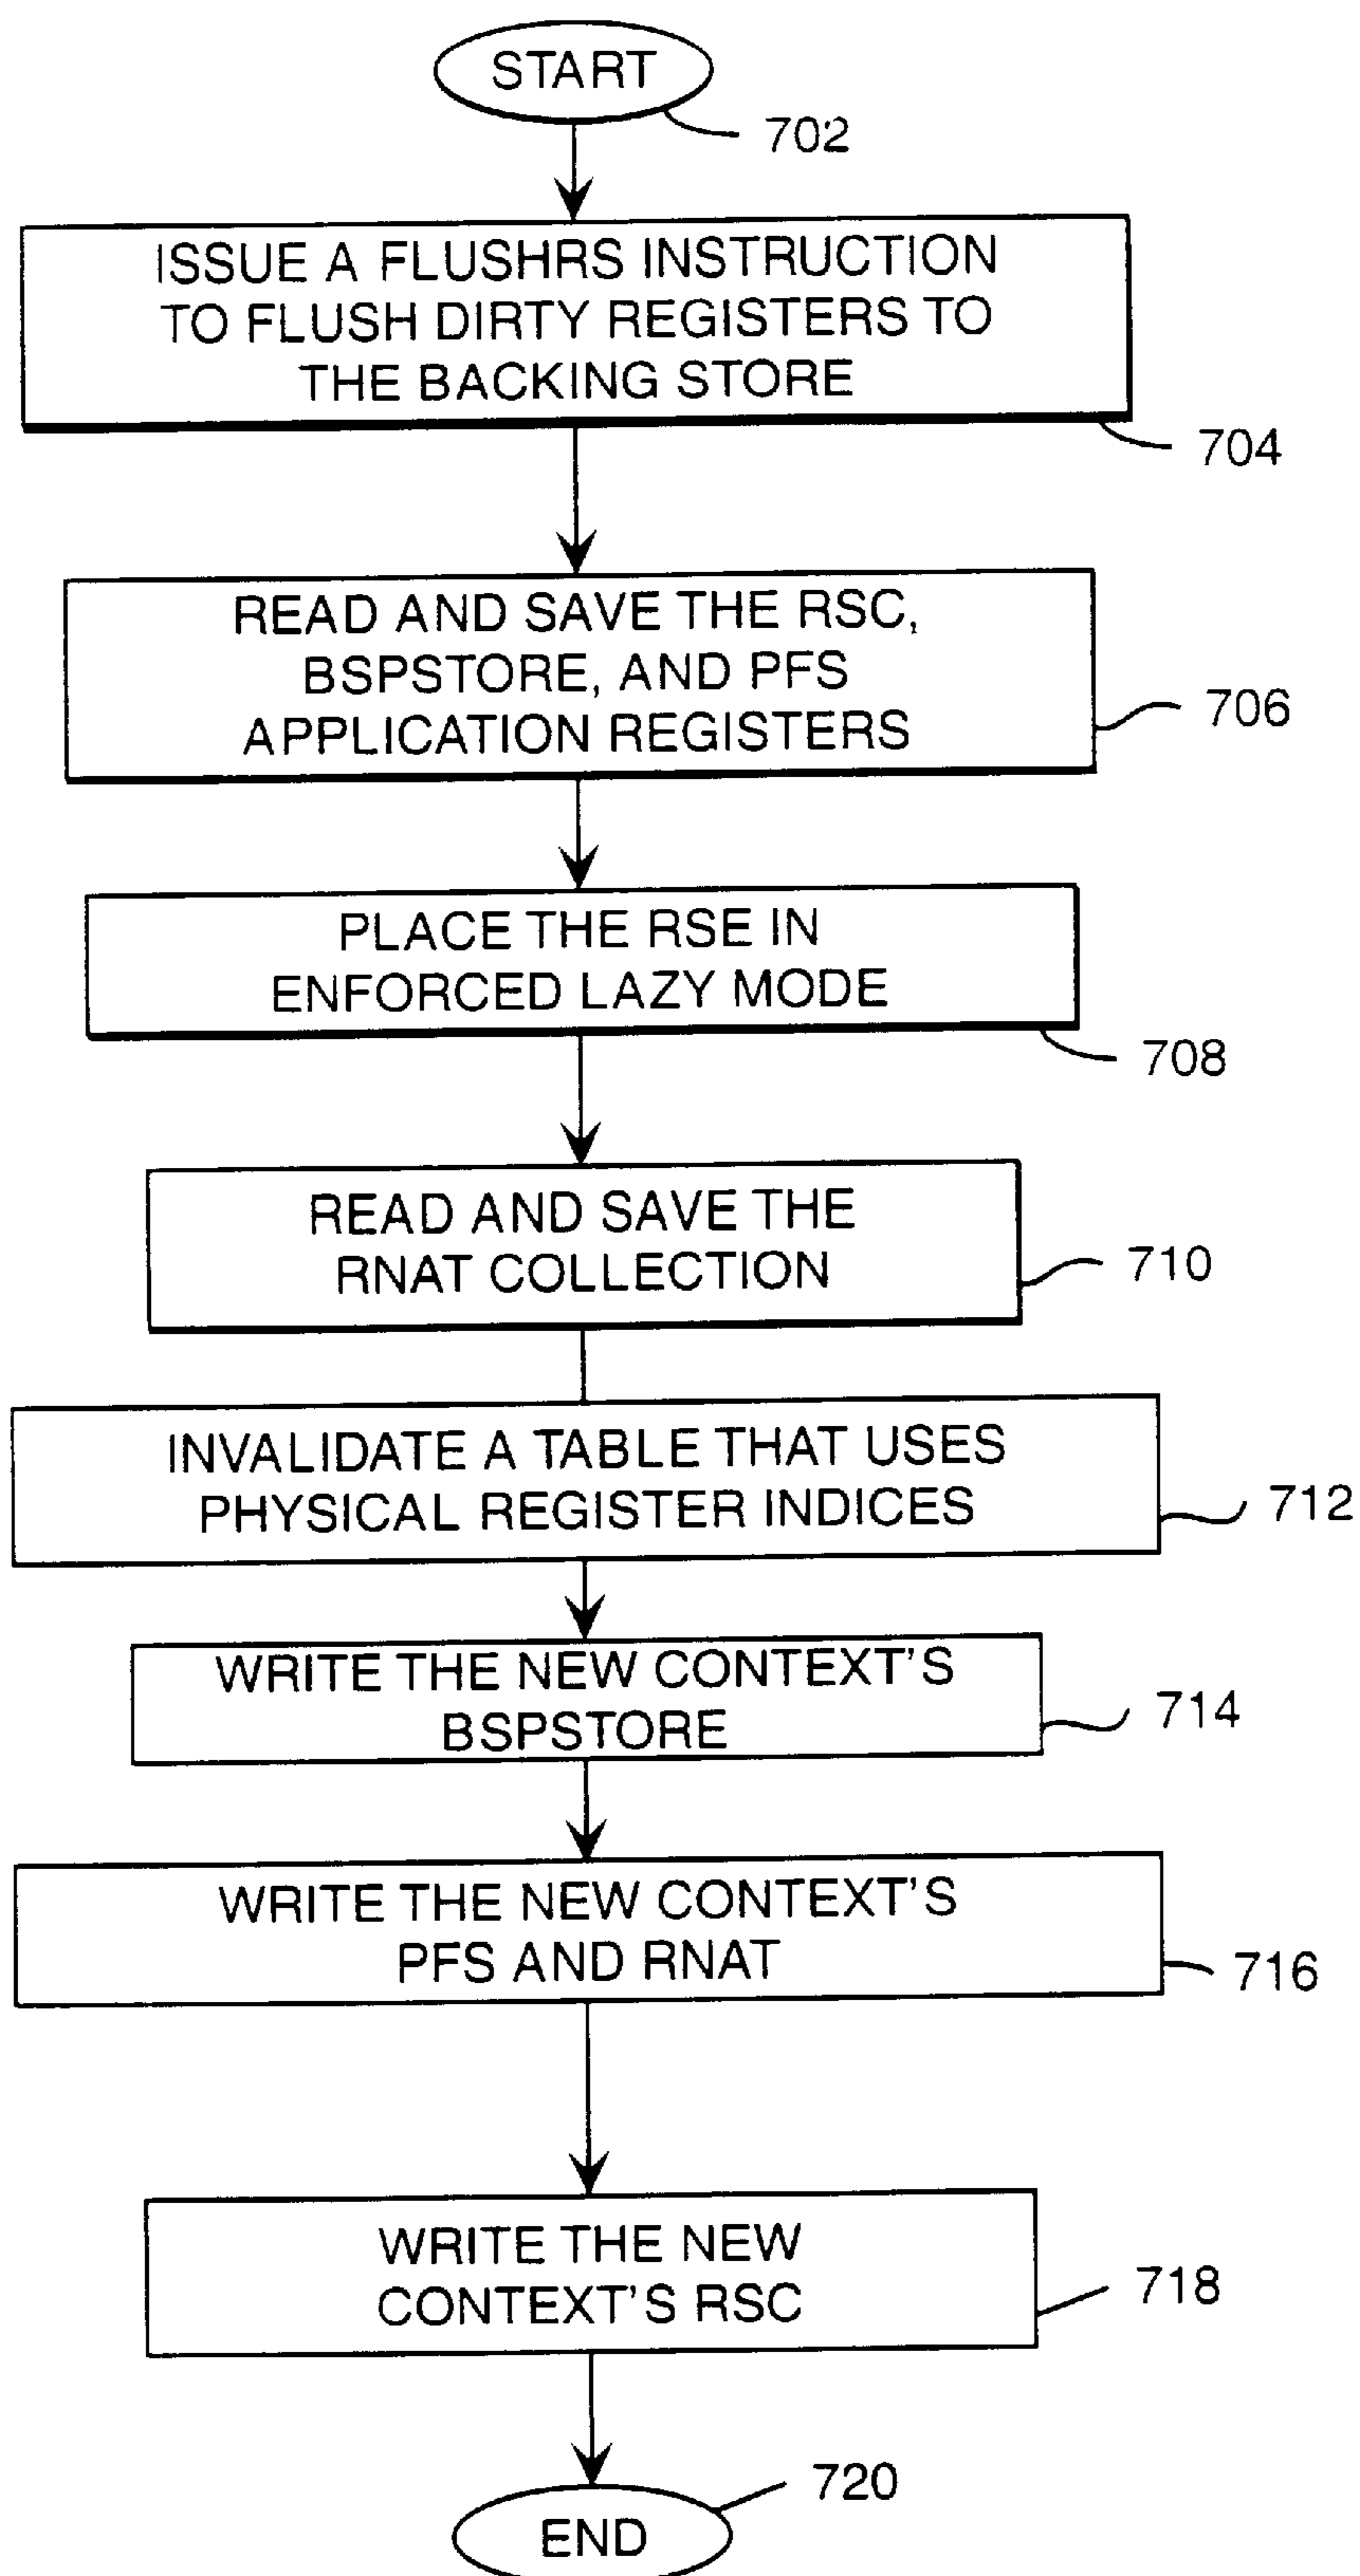 START
702
ISSUE A FLUSHRS INSTRUCTION
TO FLUSH DIRTY REGISTERS TO
THE BACKING STORE
704
READ AND SAVE THE RSC,
BSPSTORE, AND PFS
APPLICATION REGISTERS
706
PLACE THE RSE IN
ENFORCED LAZY MODE
708
READ AND SAVE THE
RNAT COLLECTION
710
INVALIDATE A TABLE THAT USES
PHYSICAL REGISTER INDICES
712
WRITE THE NEW CONTEXT'S
BSPSTORE
714
WRITE THE NEW CONTEXT'S
PFS AND RNAT
716
WRITE THE NEW
CONTEXT'S RSC
718
720
END